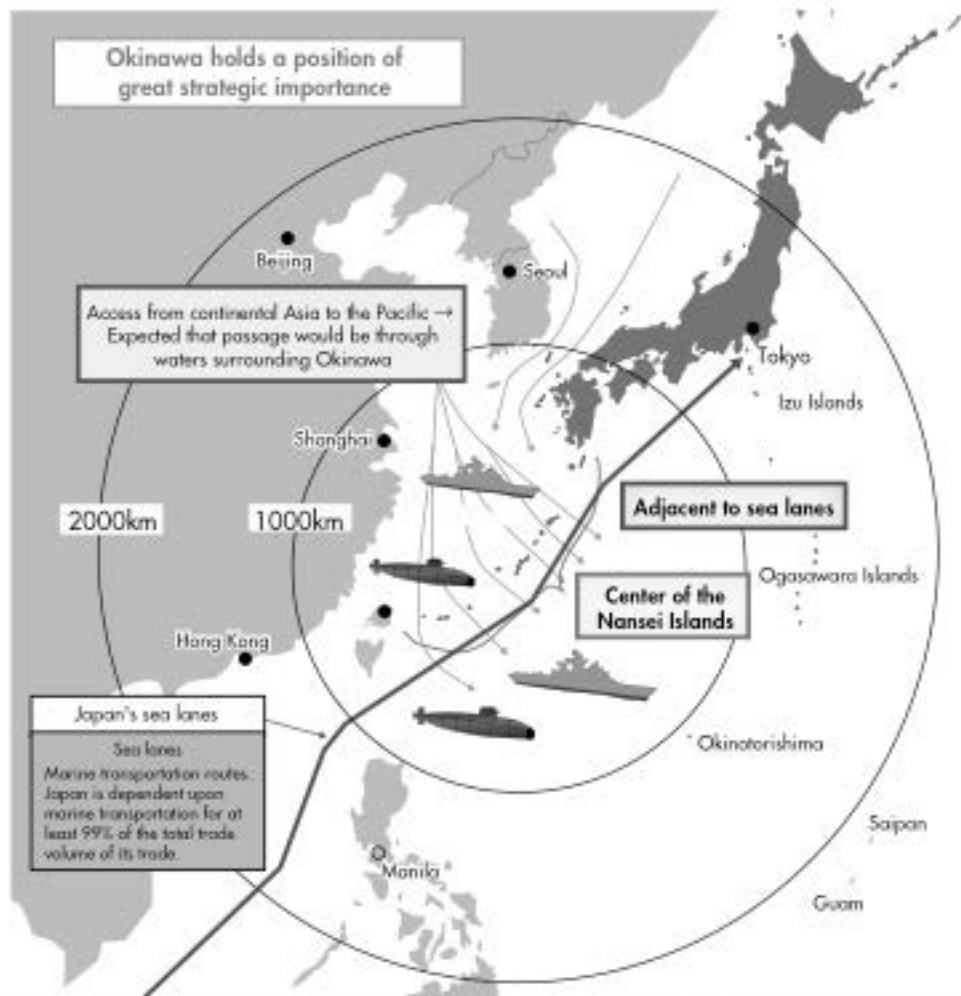 Okinawa holds a position of
great strategic importance
Beijing
Seoul
Access from continental Asia to the Pacific →
Expected that passage would be through
waters surrounding Okinawa
Tokyo
Izu Islands
Shanghai
2000km
1000km
Adjacent to sea lanes
Ogasawara Islands
Center of the
Nansei Islands
Hong Kong
Japan's sea lanes
Sea lanes
Marine transportation routes.
Japan is dependent upon
marine transportation for at
least 99% of the total trade
volume of its trade.
Okinotorishima
Saipan
Manila
Guam